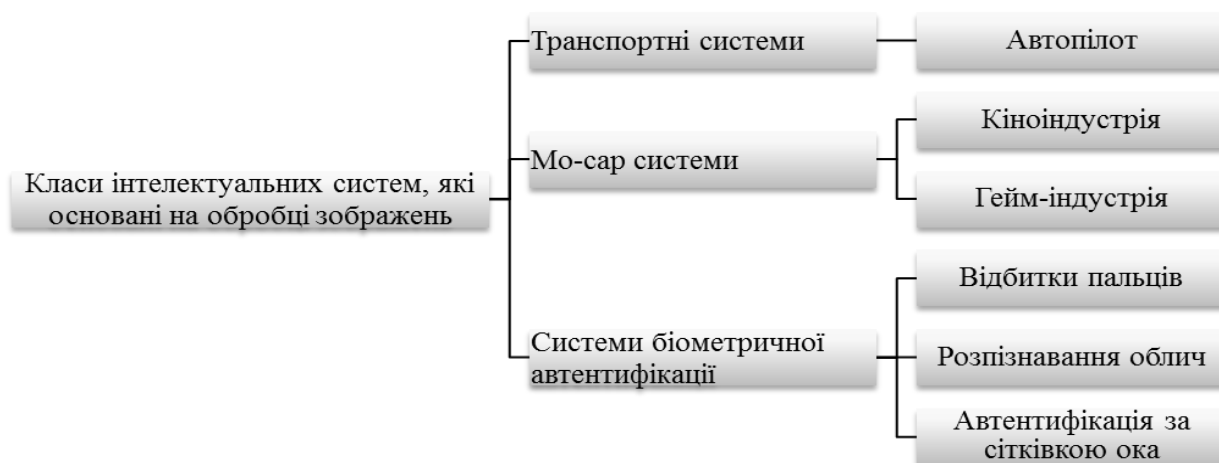 Класи інтелектуальних систем, які
основані на обробці зображень
Транспортні системи
Автопілот
Мо-сар системи
Кіноіндустрія
Гейм-індустрія
Системи біометричної
автентифікації
Відбитки пальців
Розпізнавання облич
Автентифікація за
сітківкою ока